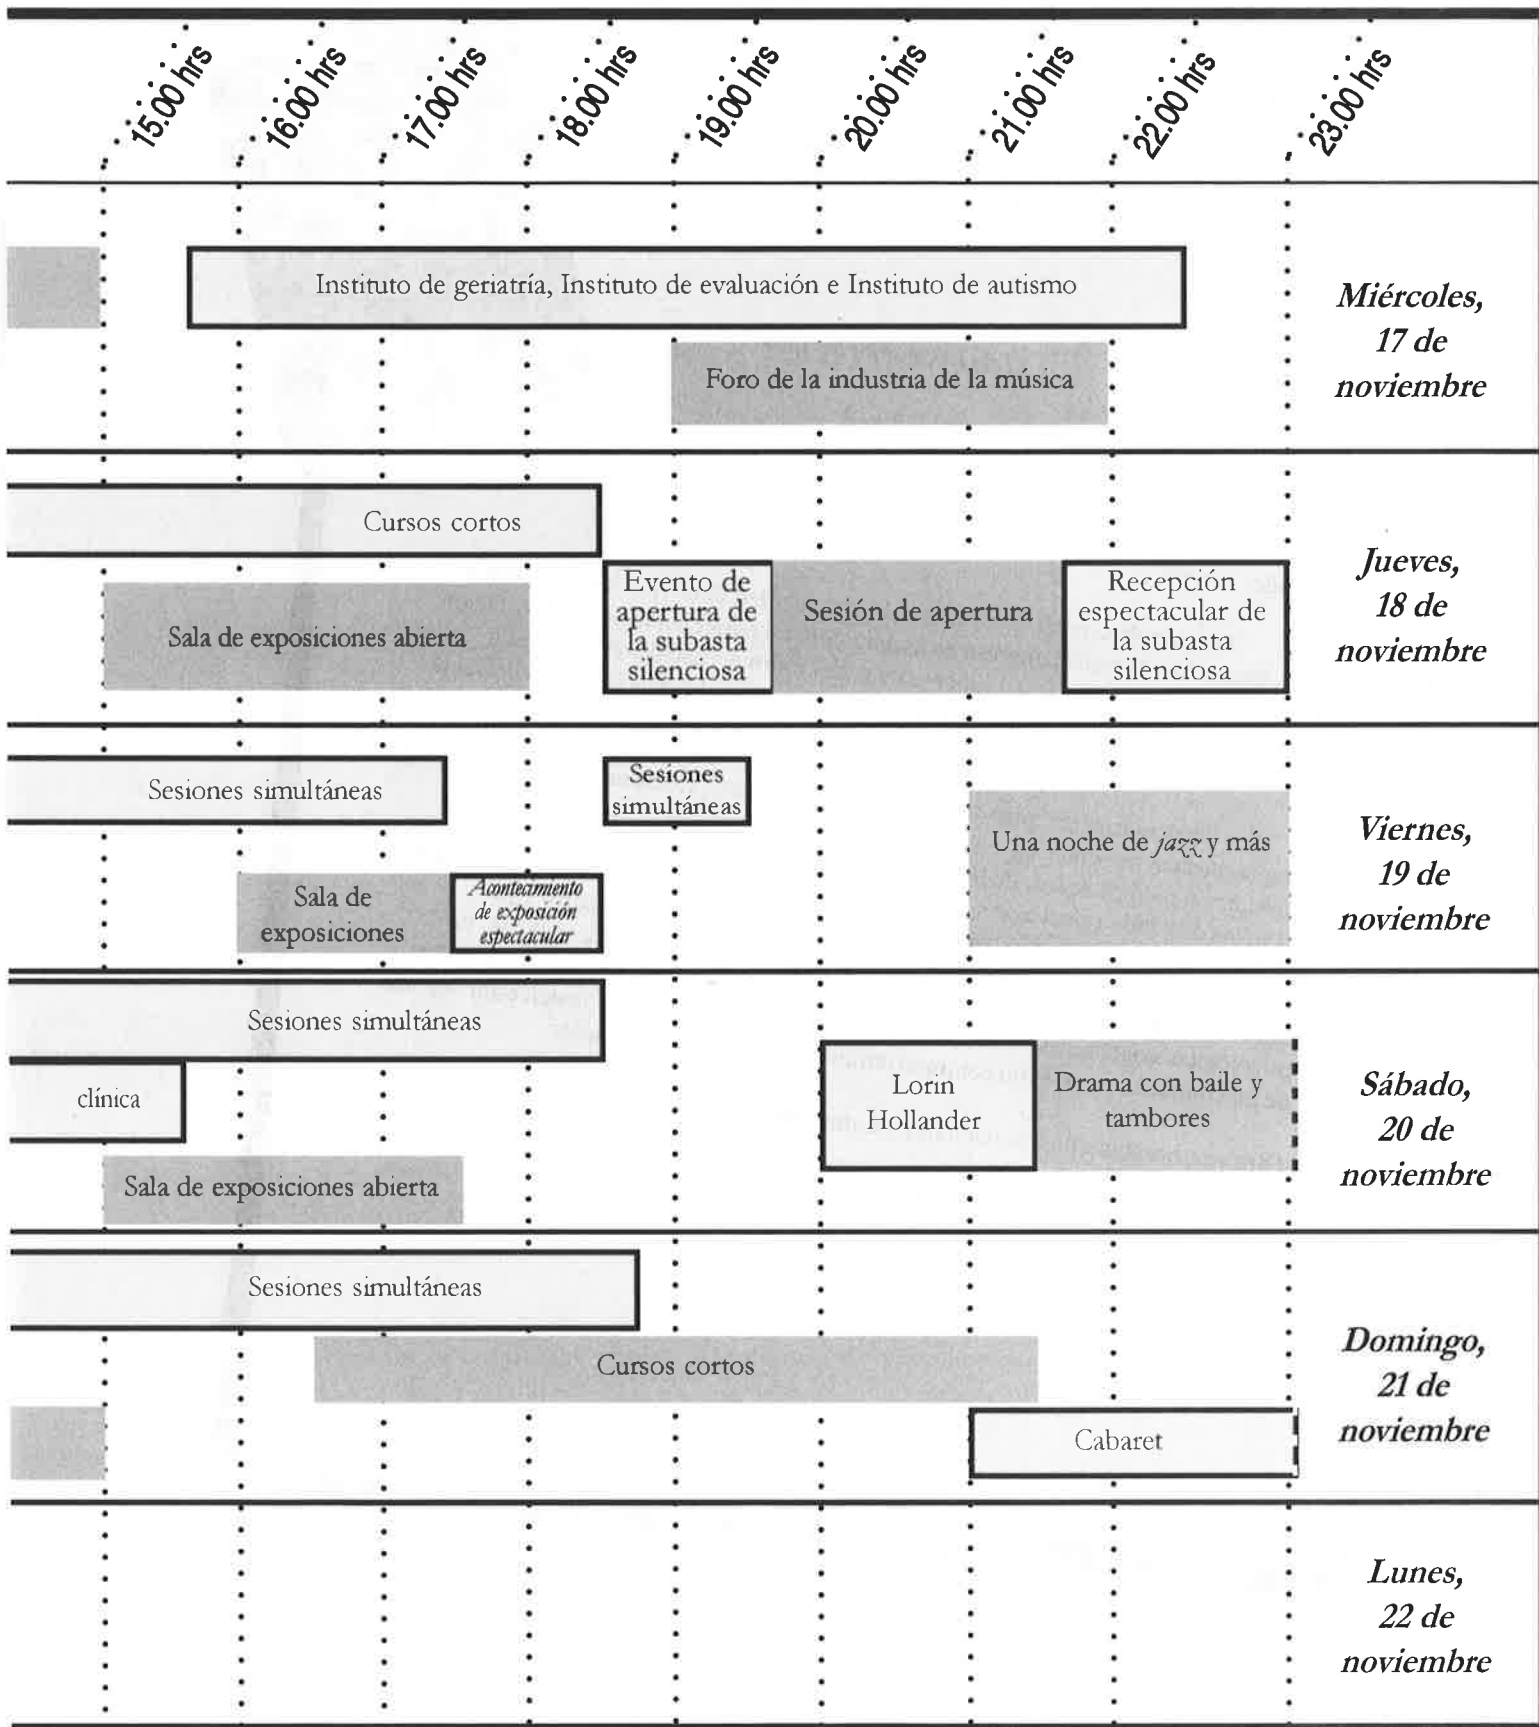 15.00 hrs
16.00 hrs
17.00 hrs
18.00 hrs
19.00 hrs
20.00 hrs
21.00 hrs
22.00 hrs
23.00 hrs
Instituto de geriatría, Instituto de evaluación e Instituto de autismo
Foro de la industria de la música
Miércoles,
17 de
noviembre
Cursos cortos
Sala de exposiciones abierta
Evento de
apertura de
la subasta
silenciosa
Sesión de apertura
Recepción
espectacular de
la subasta
silenciosa
Jueves,
18 de
noviembre
Sesiones simultáneas
Sesiones
simultáneas
Sala de
exposiciones
Acontecimiento
de exposición
espectacular
Una noche de jazz y más
Viernes,
19 de
noviembre
Sesiones simultáneas
clínica
Sala de exposiciones abierta
Lorin
Hollander
Drama con baile y
tambores
Sábado,
20 de
noviembre
Sesiones simultáneas
Cursos cortos
Cabaret
Domingo,
21 de
noviembre
Lunes,
22 de
noviembre